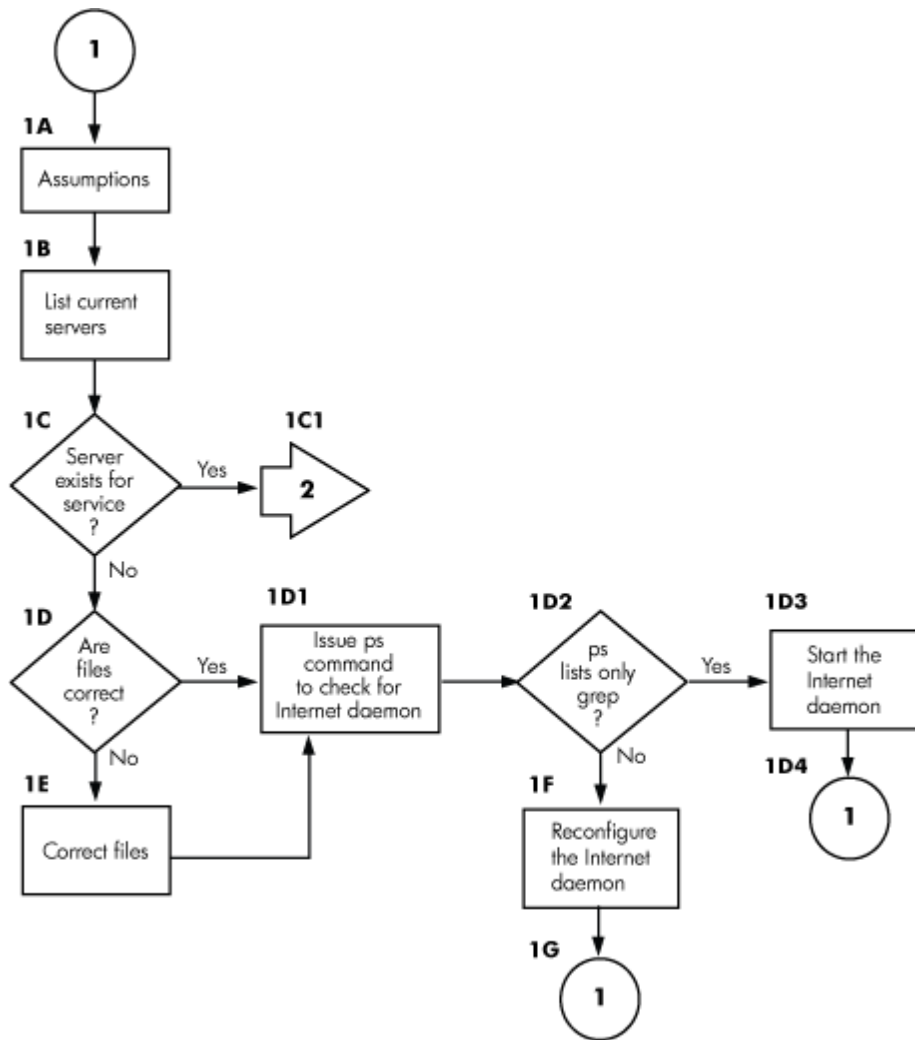 1
1A
Assumptions
1B
List current
servers
1C
Server
exists for
service
?
Yes
1C1
2
No
1D
Are
files
correct
?
Yes
1D1
Issue ps
command
to check for
Internet daemon
1D2
ps
lists only
grep
?
Yes
1D3
Start the
Internet
daemon
1D4
1
No
1E
Correct files
No
1F
Reconfigure
the Internet
daemon
1G
1